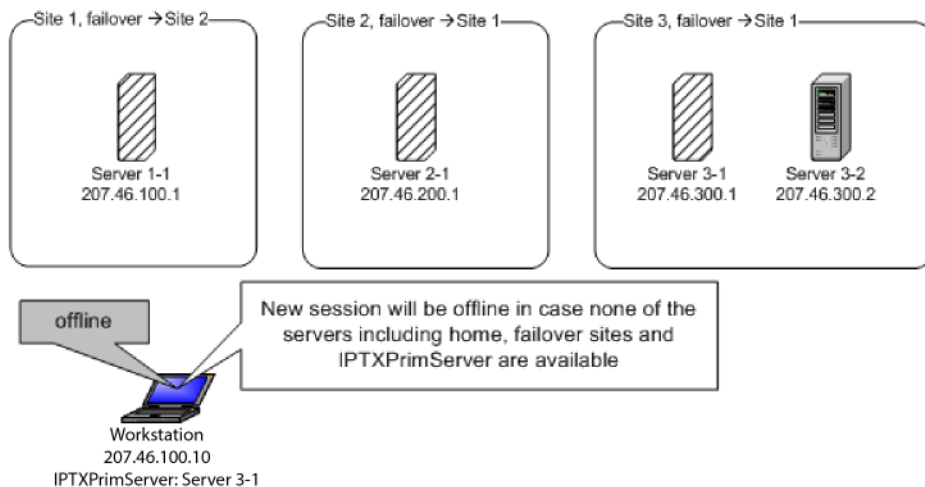 Site 1, failover → Site 2
Site 2, failover → Site 1
Site 3, failover → Site 1
Server 1-1
207.46.100.1
Server 2-1
207.46.200.1
Server 3-1
207.46.300.1
Server 3-2
207.46.300.2
offline
New session will be offline in case none of the
servers including home, failover sites and
IPTXPrimServer are available
Workstation
207.46.100.10
IPTXPrimServer: Server 3-1